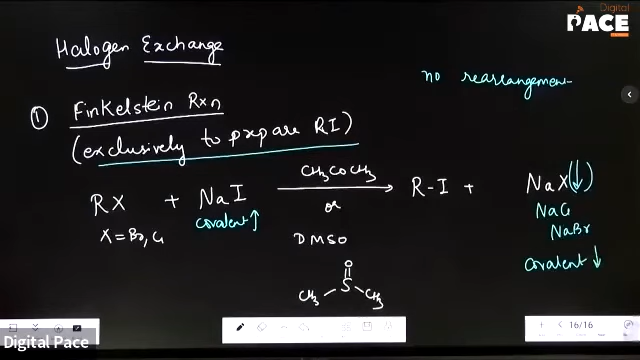 Digital
PACE
Halogen Exchange
no rearrangement
① Finkelstein Rxn
(exclusively to prepare RI)
RX + NaI CH₃COCH₃ R-I + NaX(↓)
or
covalent ↑
NaCl
X = Br, Cl
DMSO
NaBr
covalent ↓
O
S
CH₃ CH₃
16/16
Digital Pace